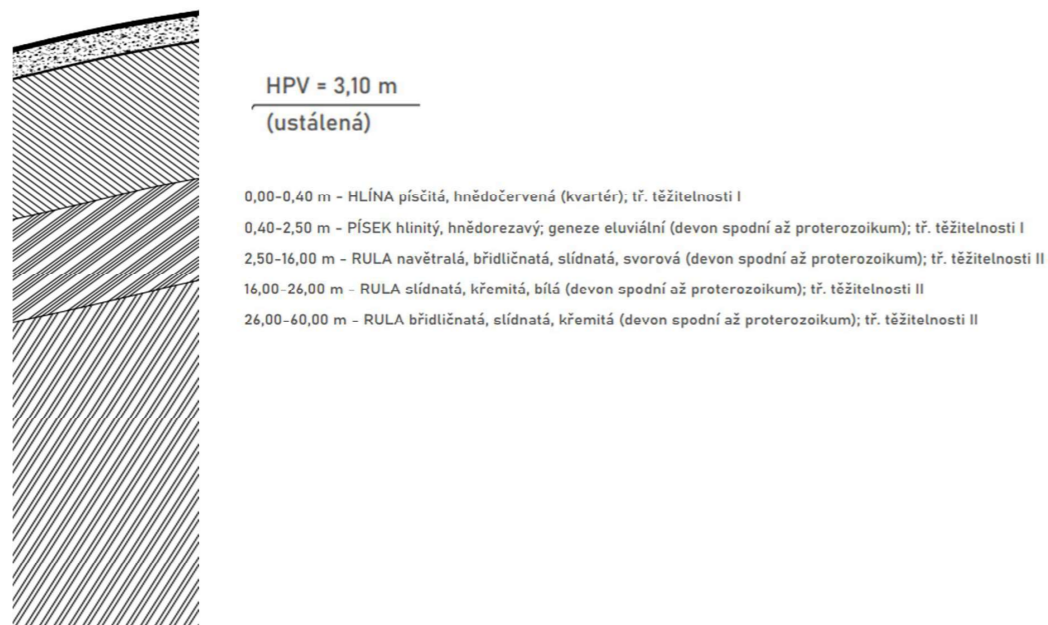 HPV = 3,10 m
(ustálená)
0,00-0,40 m - HLÍNA písčitá, hnědočervená (kvartér); tř. těžitelnosti I
0,40-2,50 m - PÍSEK hlinitý, hnědorezavý; geneze eluviální (devon spodní až proterozoikum); tř. těžitelnosti I
2,50-16,00 m - RULA navětralá, břidličnatá, slídnatá, svorová (devon spodní až proterozoikum); tř. těžitelnosti II
16,00-26,00 m - RULA slídnatá, křemitá, bílá (devon spodní až proterozoikum); tř. těžitelnosti II
26,00-60,00 m - RULA břidličnatá, slídnatá, křemitá (devon spodní až proterozoikum); tř. těžitelnosti II